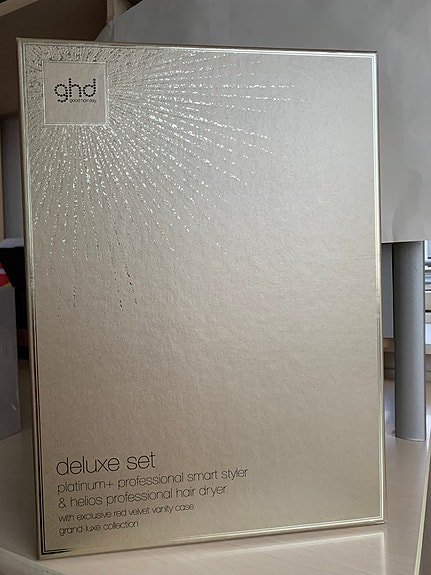 ghd
good hair day
deluxe set
platinum+ professional smart styler
& helios professional hair dryer
with exclusive red velvet vanity case
grand-luxe collection